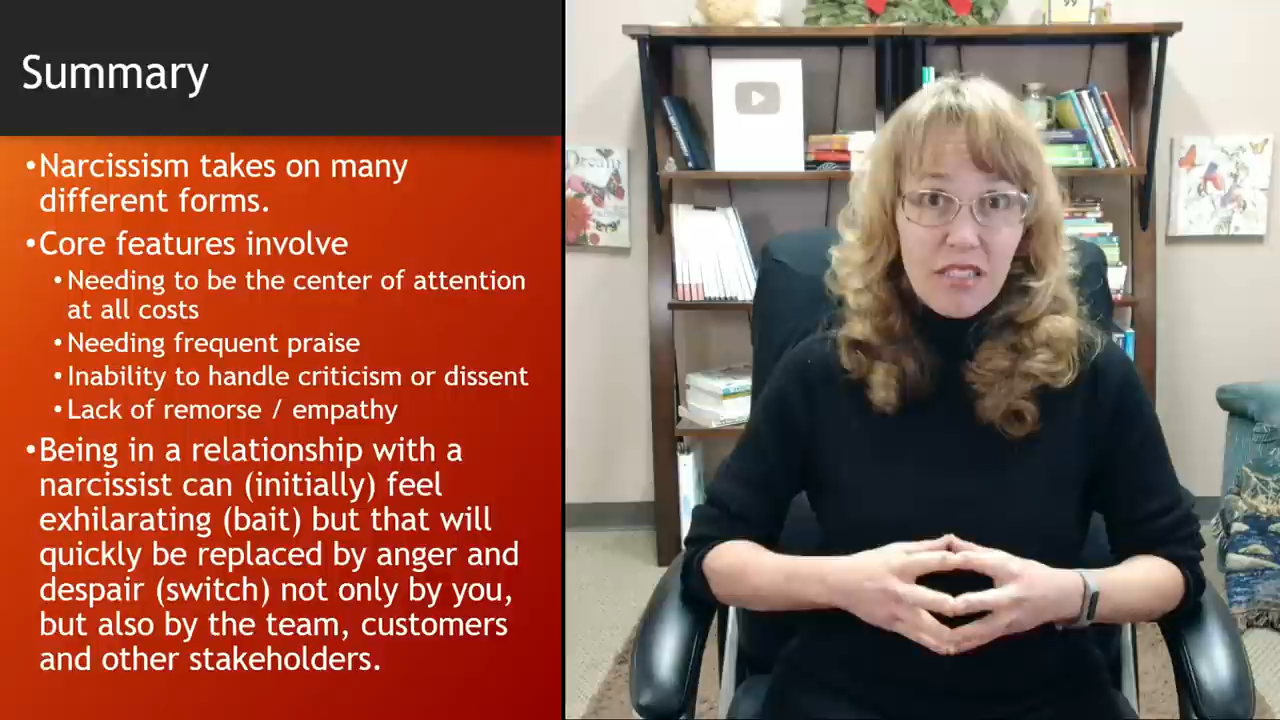 Summary
•Narcissism takes on many
different forms.
•Core features involve
•Needing to be the center of attention
at all costs
•Needing frequent praise
•Inability to handle criticism or dissent
•Lack of remorse / empathy
•Being in a relationship with a
narcissist can (initially) feel
exhilarating (bait) but that will
quickly be replaced by anger and
despair (switch) not only by you,
but also by the team, customers
and other stakeholders.
Dream
99